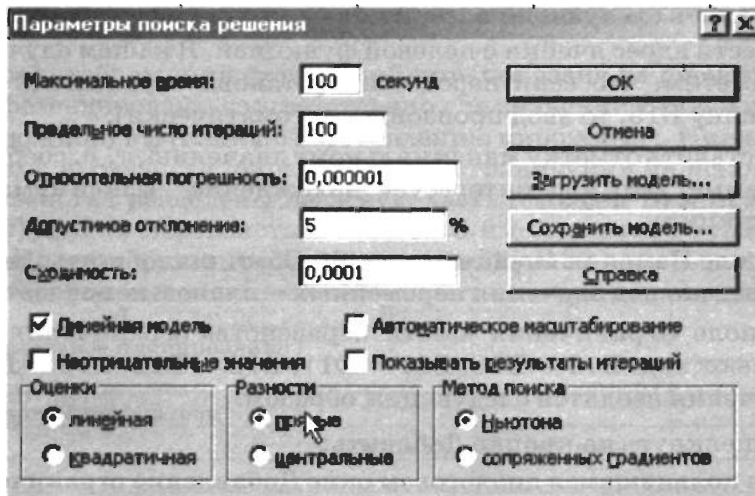 Параметры поиска решения
Максимальное время: 100 секунд
OK
Предельное число итераций: 100
Отмена
Относительная погрешность: 0,000001
Загрузить модель...
Допустимое отклонение: 5 %
Сохранить модель...
Сходимость: 0,0001
Справка
Линейная модель
Автоматическое масштабирование
Неотрицательные значения
Показывать результаты итераций
Оценки
Разности
Метод поиска
линейная
прямые
Ньютона
квадратичная
центральные
сопряженных градиентов